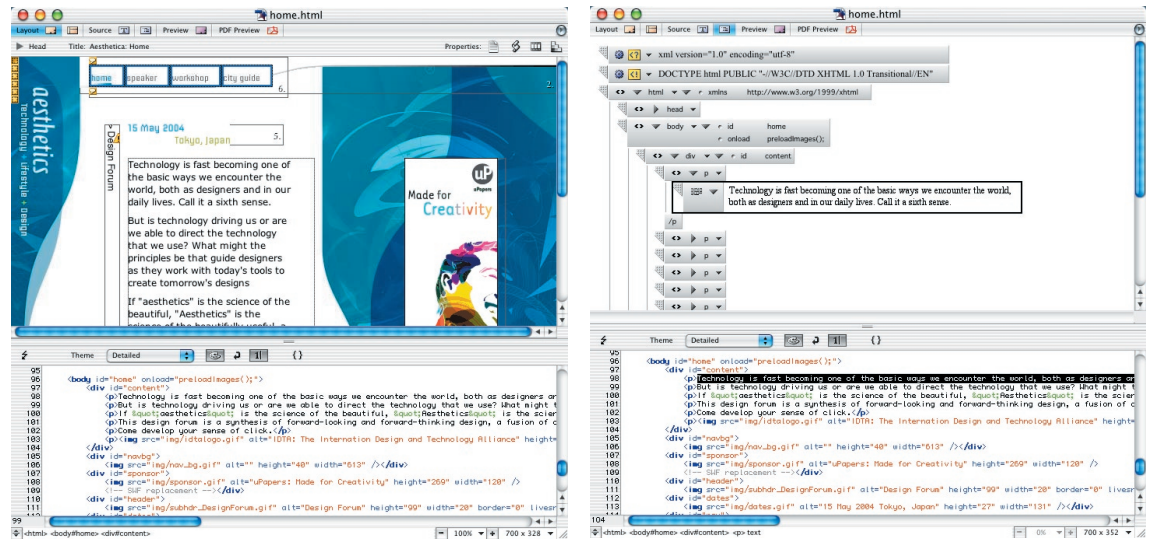 home.html
Layout Source Preview PDF Preview
Head Title: Aesthetica: Home Properties:
home speaker workshop city guide
6.
2.
aesthetics
Technology + Lifestyle + Design
> Design Forum
15 May 2004
Tokyo, Japan
5.
Technology is fast becoming one of
the basic ways we encounter the
world, both as designers and in our
daily lives. Call it a sixth sense.
But is technology driving us or are
we able to direct the technology
that we use? What might the
principles be that guide designers
as they work with today's tools to
create tomorrow's designs
If "aesthetics" is the science of the
beautiful, "Aesthetics" is the
science of the beautifully useful, a
uP
uPapers
Made for
Creativity
Theme Detailed { }
95
96 <body id="home" onload="preloadImages();">
97 <div id="content">
98 <p>Technology is fast becoming one of the basic ways we encounter the world, both as designers ar
99 <p>But is technology driving us or are we able to direct the technology that we use? What might t
100 <p>If &quot;aesthetics&quot; is the science of the beautiful, &quot;Aesthetics&quot; is the scier
101 <p>This design forum is a synthesis of forward-looking and forward-thinking design, a fusion of c
102 <p>Come develop your sense of click.</p>
103 <p><img src="img/idtalogo.gif" alt="IDTA: The Internation Design and Technology Alliance" height=
104 </div>
105 <div id="navbg">
106 <img src="img/nav_bg.gif" alt="" height="40" width="613" /></div>
107 <div id="sponsor">
108 <img src="img/sponsor.gif" alt="uPapers: Made for Creativity" height="269" width="120" />
109 <!-- SWF replacement --></div>
110 <div id="header">
111 <img src="img/subhdr_DesignForum.gif" alt="Design Forum" height="99" width="20" border="0" livesr
99
<html> <body#home> <div#content> 100% 700 x 328
home.html
Layout Source Preview PDF Preview
xml version="1.0" encoding="utf-8"
DOCTYPE html PUBLIC "-//W3C//DTD XHTML 1.0 Transitional//EN"
html xmlns http://www.w3.org/1999/xhtml
head
body id home
onload preloadImages();
div id content
p
Technology is fast becoming one of the basic ways we encounter the world,
both as designers and in our daily lives. Call it a sixth sense.
/p
p
p
p
p
p
Theme Detailed { }
95
96 <body id="home" onload="preloadImages();">
97 <div id="content">
98 <p>Technology is fast becoming one of the basic ways we encounter the world, both as designers ar
99 <p>But is technology driving us or are we able to direct the technology that we use? What might t
100 <p>If &quot;aesthetics&quot; is the science of the beautiful, &quot;Aesthetics&quot; is the scier
101 <p>This design forum is a synthesis of forward-looking and forward-thinking design, a fusion of c
102 <p>Come develop your sense of click.</p>
103 <p><img src="img/idtalogo.gif" alt="IDTA: The Internation Design and Technology Alliance" height=
104 </div>
105 <div id="navbg">
106 <img src="img/nav_bg.gif" alt="" height="40" width="613" /></div>
107 <div id="sponsor">
108 <img src="img/sponsor.gif" alt="uPapers: Made for Creativity" height="269" width="120" />
109 <!-- SWF replacement --></div>
110 <div id="header">
111 <img src="img/subhdr_DesignForum.gif" alt="Design Forum" height="99" width="20" border="0" livesr
112 <div id="dates">
113 <img src="img/dates.gif" alt="15 May 2004 Tokyo, Japan" height="27" width="131" /></div>
104
<html> <body#home> <div#content> <p> text 0% 700 x 352